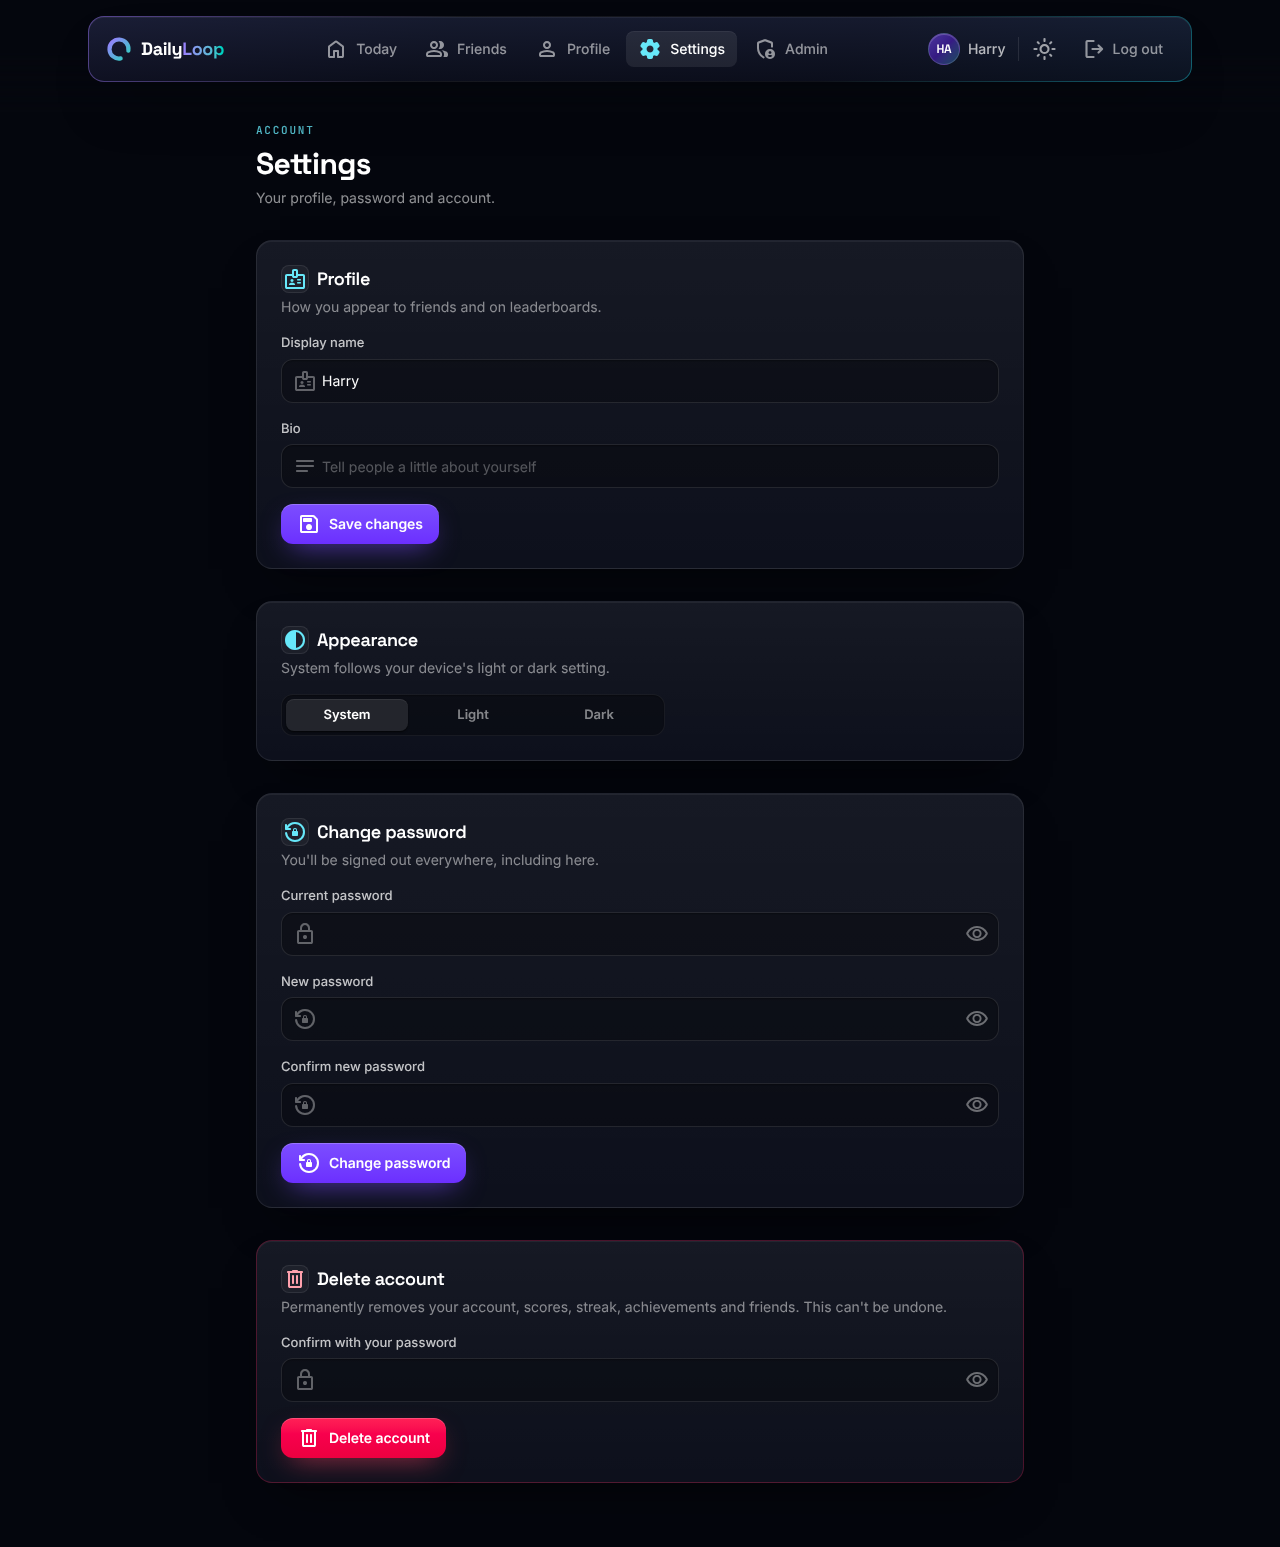 DailyLoop
Today
Friends
Profile
Settings
Admin
HA
Harry
Log out
ACCOUNT
Settings
Your profile, password and account.
Profile
How you appear to friends and on leaderboards.
Display name
Harry
Bio
Tell people a little about yourself
Save changes
Appearance
System follows your device's light or dark setting.
System
Light
Dark
Change password
You'll be signed out everywhere, including here.
Current password
New password
Confirm new password
Change password
Delete account
Permanently removes your account, scores, streak, achievements and friends. This can't be undone.
Confirm with your password
Delete account